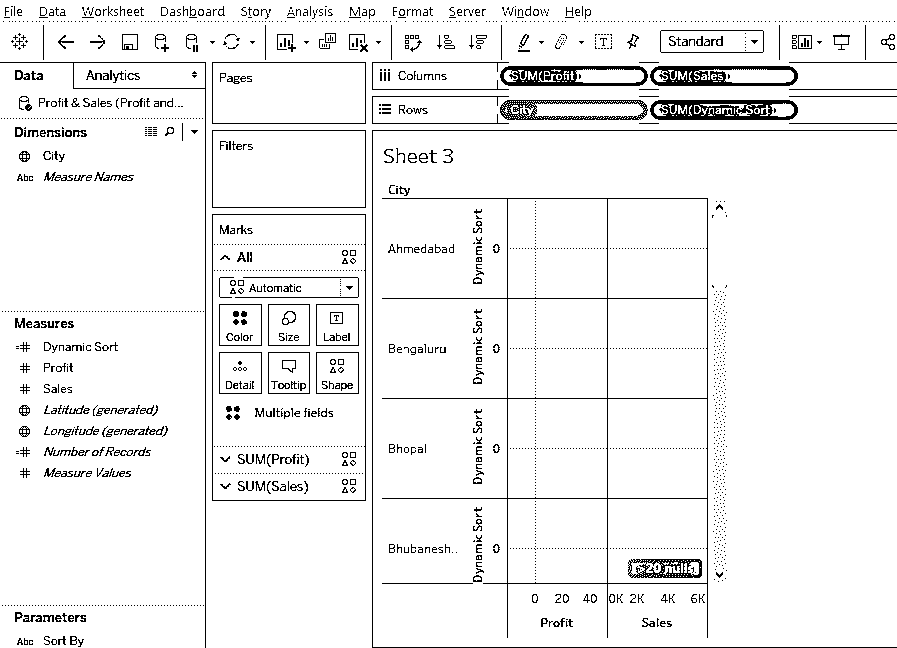 File Data Worksheet Dashboard Story Analysis Map Format Server Window Help
Standard
Data Analytics
Profit & Sales (Profit and...
Dimensions
City
Abc Measure Names
Measures
Dynamic Sort
Profit
Sales
Latitude (generated)
Longitude (generated)
Number of Records
Measure Values
Parameters
Abc Sort By
Pages
Filters
Marks
All
Automatic
Color Size Label
Detail Tooltip Shape
Multiple fields
SUM(Profit)
SUM(Sales)
Columns SUM(Profit) SUM(Sales)
Rows City SUM(Dynamic Sort)
Sheet 3
City
Ahmedabad Dynamic Sort 0
Bengaluru Dynamic Sort 0
Bhopal Dynamic Sort 0
Bhubanesh.. Dynamic Sort 0
20 nulls
0 20 40 0K 2K 4K 6K
Profit Sales